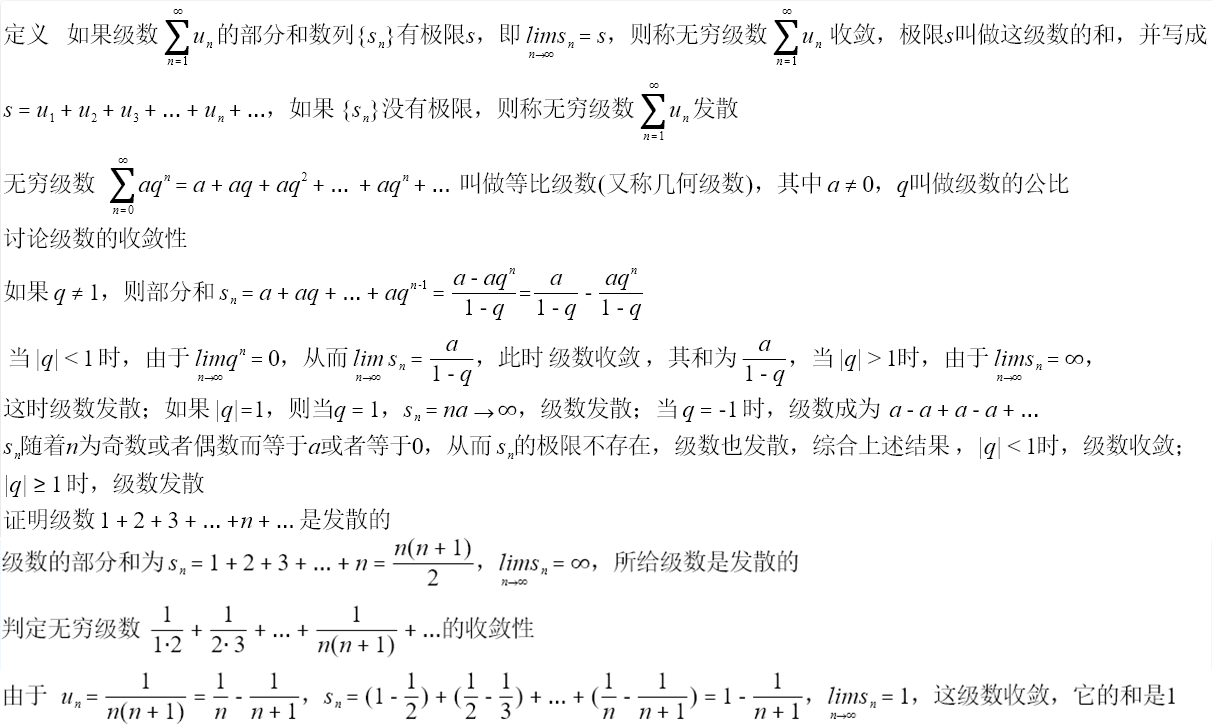 定义 如果级数 $\sum_{n=1}^{\infty} u_n$ 的部分和数列{$s_n$}有极限s，即 $\underset{n\to\infty}{lim} s_n = s$，则称无穷级数 $\sum_{n=1}^{\infty} u_n$ 收敛，极限s叫做这级数的和，并写成
$s = u_1 + u_2 + u_3 + ... + u_n + ...$，如果 {$s_n$}没有极限，则称无穷级数 $\sum_{n=1}^{\infty} u_n$ 发散
无穷级数 $\sum_{n=0}^{\infty} aq^n = a + aq + aq^2 + ... + aq^n + ...$ 叫做等比级数(又称几何级数)，其中 $a \neq 0$，q叫做级数的公比
讨论级数的收敛性
如果 $q \neq 1$，则部分和 $s_n = a + aq + ... + aq^{n-1} = \frac{a - aq^n}{1 - q} = \frac{a}{1 - q} - \frac{aq^n}{1 - q}$
当 $|q| < 1$ 时，由于 $\underset{n\to\infty}{lim} q^n = 0$，从而 $\underset{n\to\infty}{lim} s_n = \frac{a}{1 - q}$，此时 级数收敛，其和为 $\frac{a}{1 - q}$，当 $|q| > 1$时，由于 $\underset{n\to\infty}{lim} s_n = \infty$，
这时级数发散；如果 $|q|=1$，则当$q = 1$，$s_n = na \to \infty$，级数发散；当 $q = -1$ 时，级数成为 $a - a + a - a + ...$
$s_n$随着n为奇数或者偶数而等于a或者等于0，从而 $s_n$的极限不存在，级数也发散，综合上述结果，$|q| < 1$时，级数收敛；
$|q| \geq 1$ 时，级数发散
证明级数 $1 + 2 + 3 + ... + n + ...$ 是发散的
级数的部分和为 $s_n = 1 + 2 + 3 + ... + n = \frac{n(n + 1)}{2}$，$\underset{n\to\infty}{lim} s_n = \infty$，所给级数是发散的
判定无穷级数 $\frac{1}{1 \cdot 2} + \frac{1}{2 \cdot 3} + ... + \frac{1}{n(n + 1)} + ...$的收敛性
由于 $u_n = \frac{1}{n(n + 1)} = \frac{1}{n} - \frac{1}{n + 1}$，$s_n = (1 - \frac{1}{2}) + (\frac{1}{2} - \frac{1}{3}) + ... + (\frac{1}{n} - \frac{1}{n + 1}) = 1 - \frac{1}{n + 1}$，$\underset{n\to\infty}{lim} s_n = 1$，这级数收敛，它的和是1